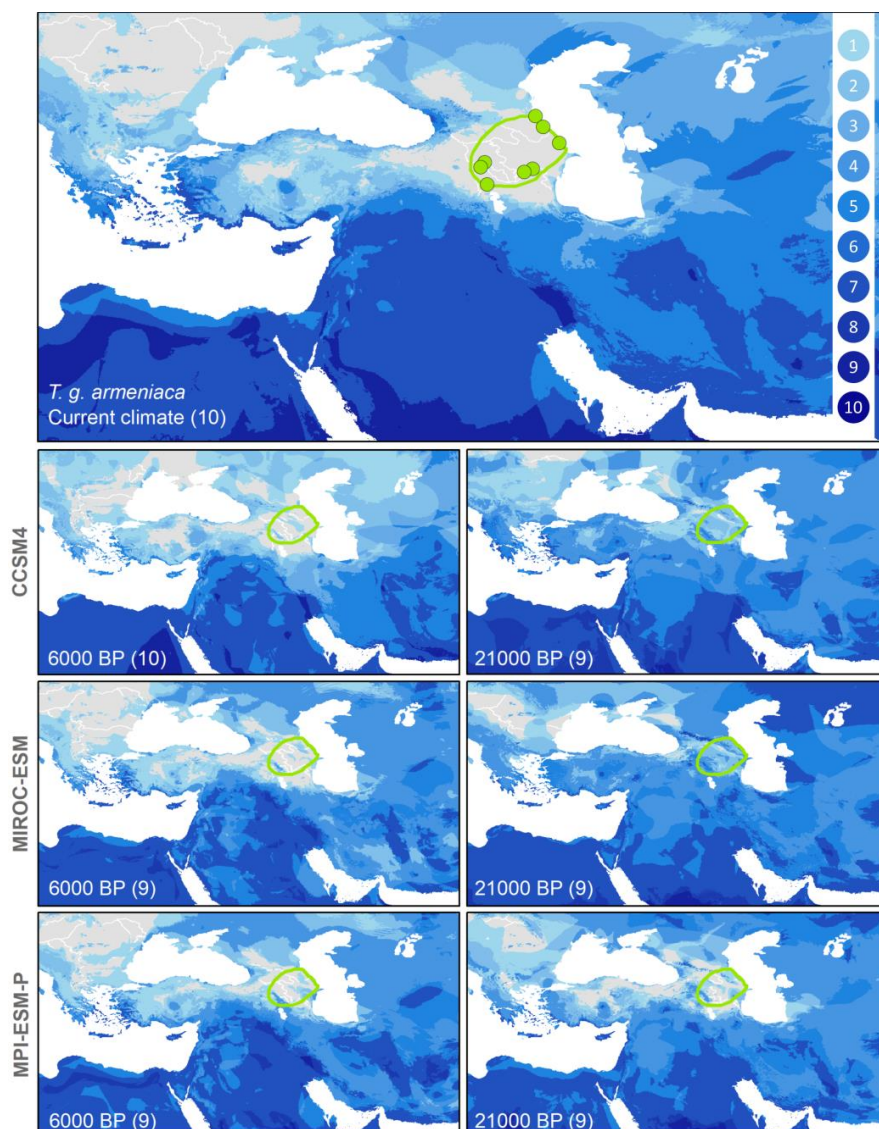 1
2
3
4
5
6
7
8
9
10
T. g. armeniaca
Current climate (10)
CCSM4
6000 BP (10)
21000 BP (9)
MIROC-ESM
6000 BP (9)
21000 BP (9)
MPI-ESM-P
6000 BP (9)
21000 BP (9)